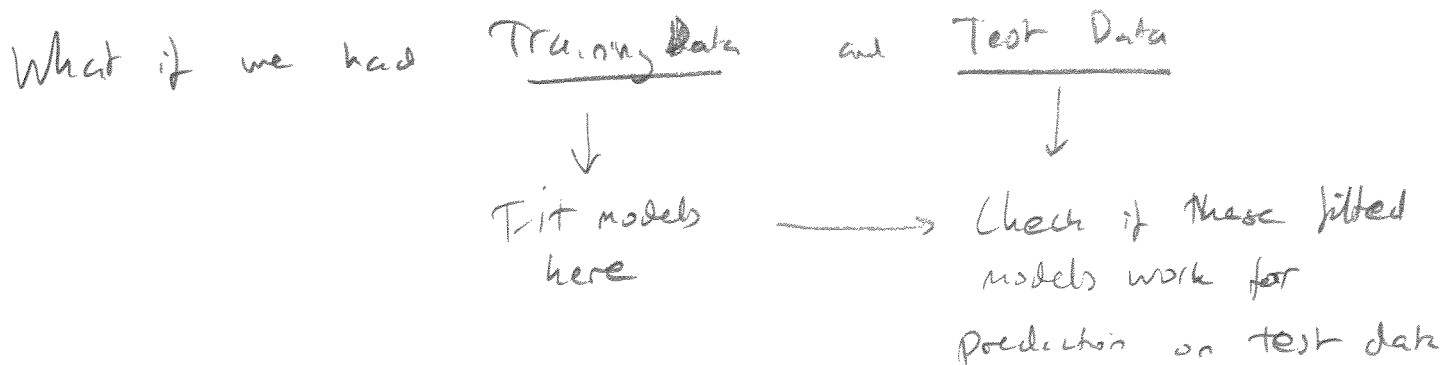 What if we had Training Data and Test Data
Fit models
here
Check if these fitted
models work for
prediction on test data